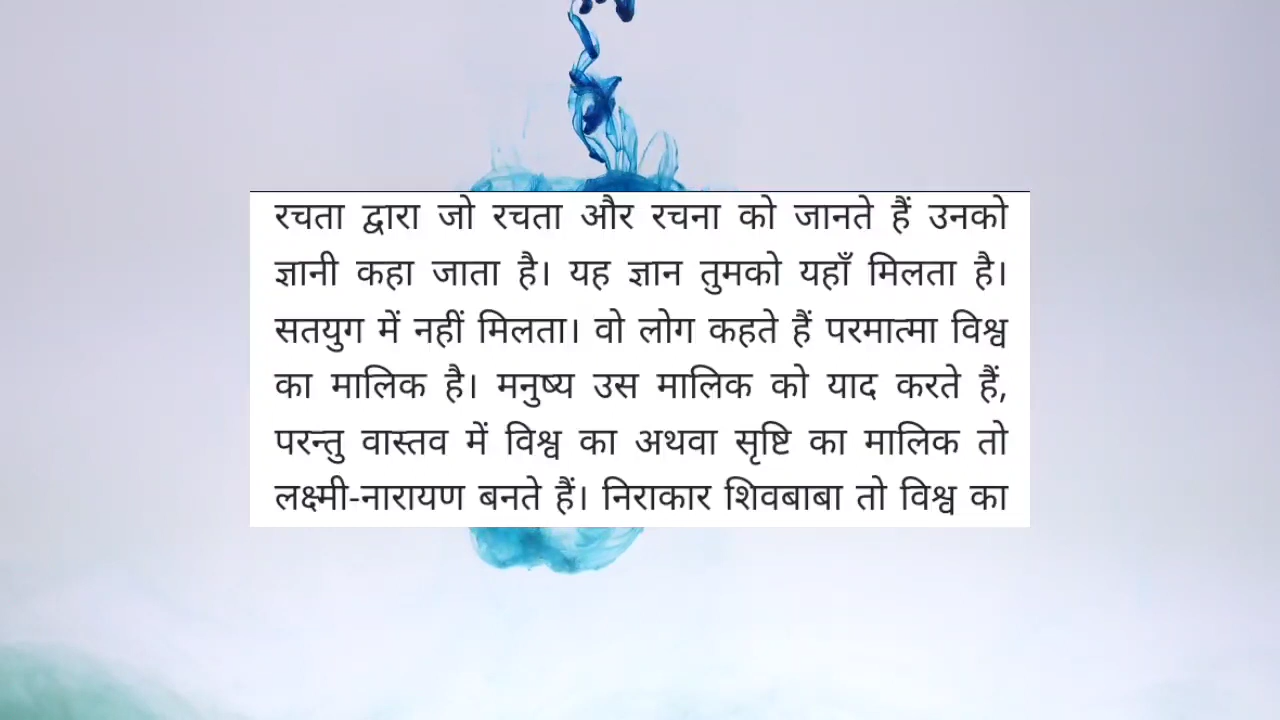 रचता द्वारा जो रचता और रचना को जानते हैं उनको
ज्ञानी कहा जाता है। यह ज्ञान तुमको यहाँ मिलता है।
सतयुग में नहीं मिलता। वो लोग कहते हैं परमात्मा विश्व
का मालिक है। मनुष्य उस मालिक को याद करते हैं,
परन्तु वास्तव में विश्व का अथवा सृष्टि का मालिक तो
लक्ष्मी-नारायण बनते हैं। निराकार शिवबाबा तो विश्व का